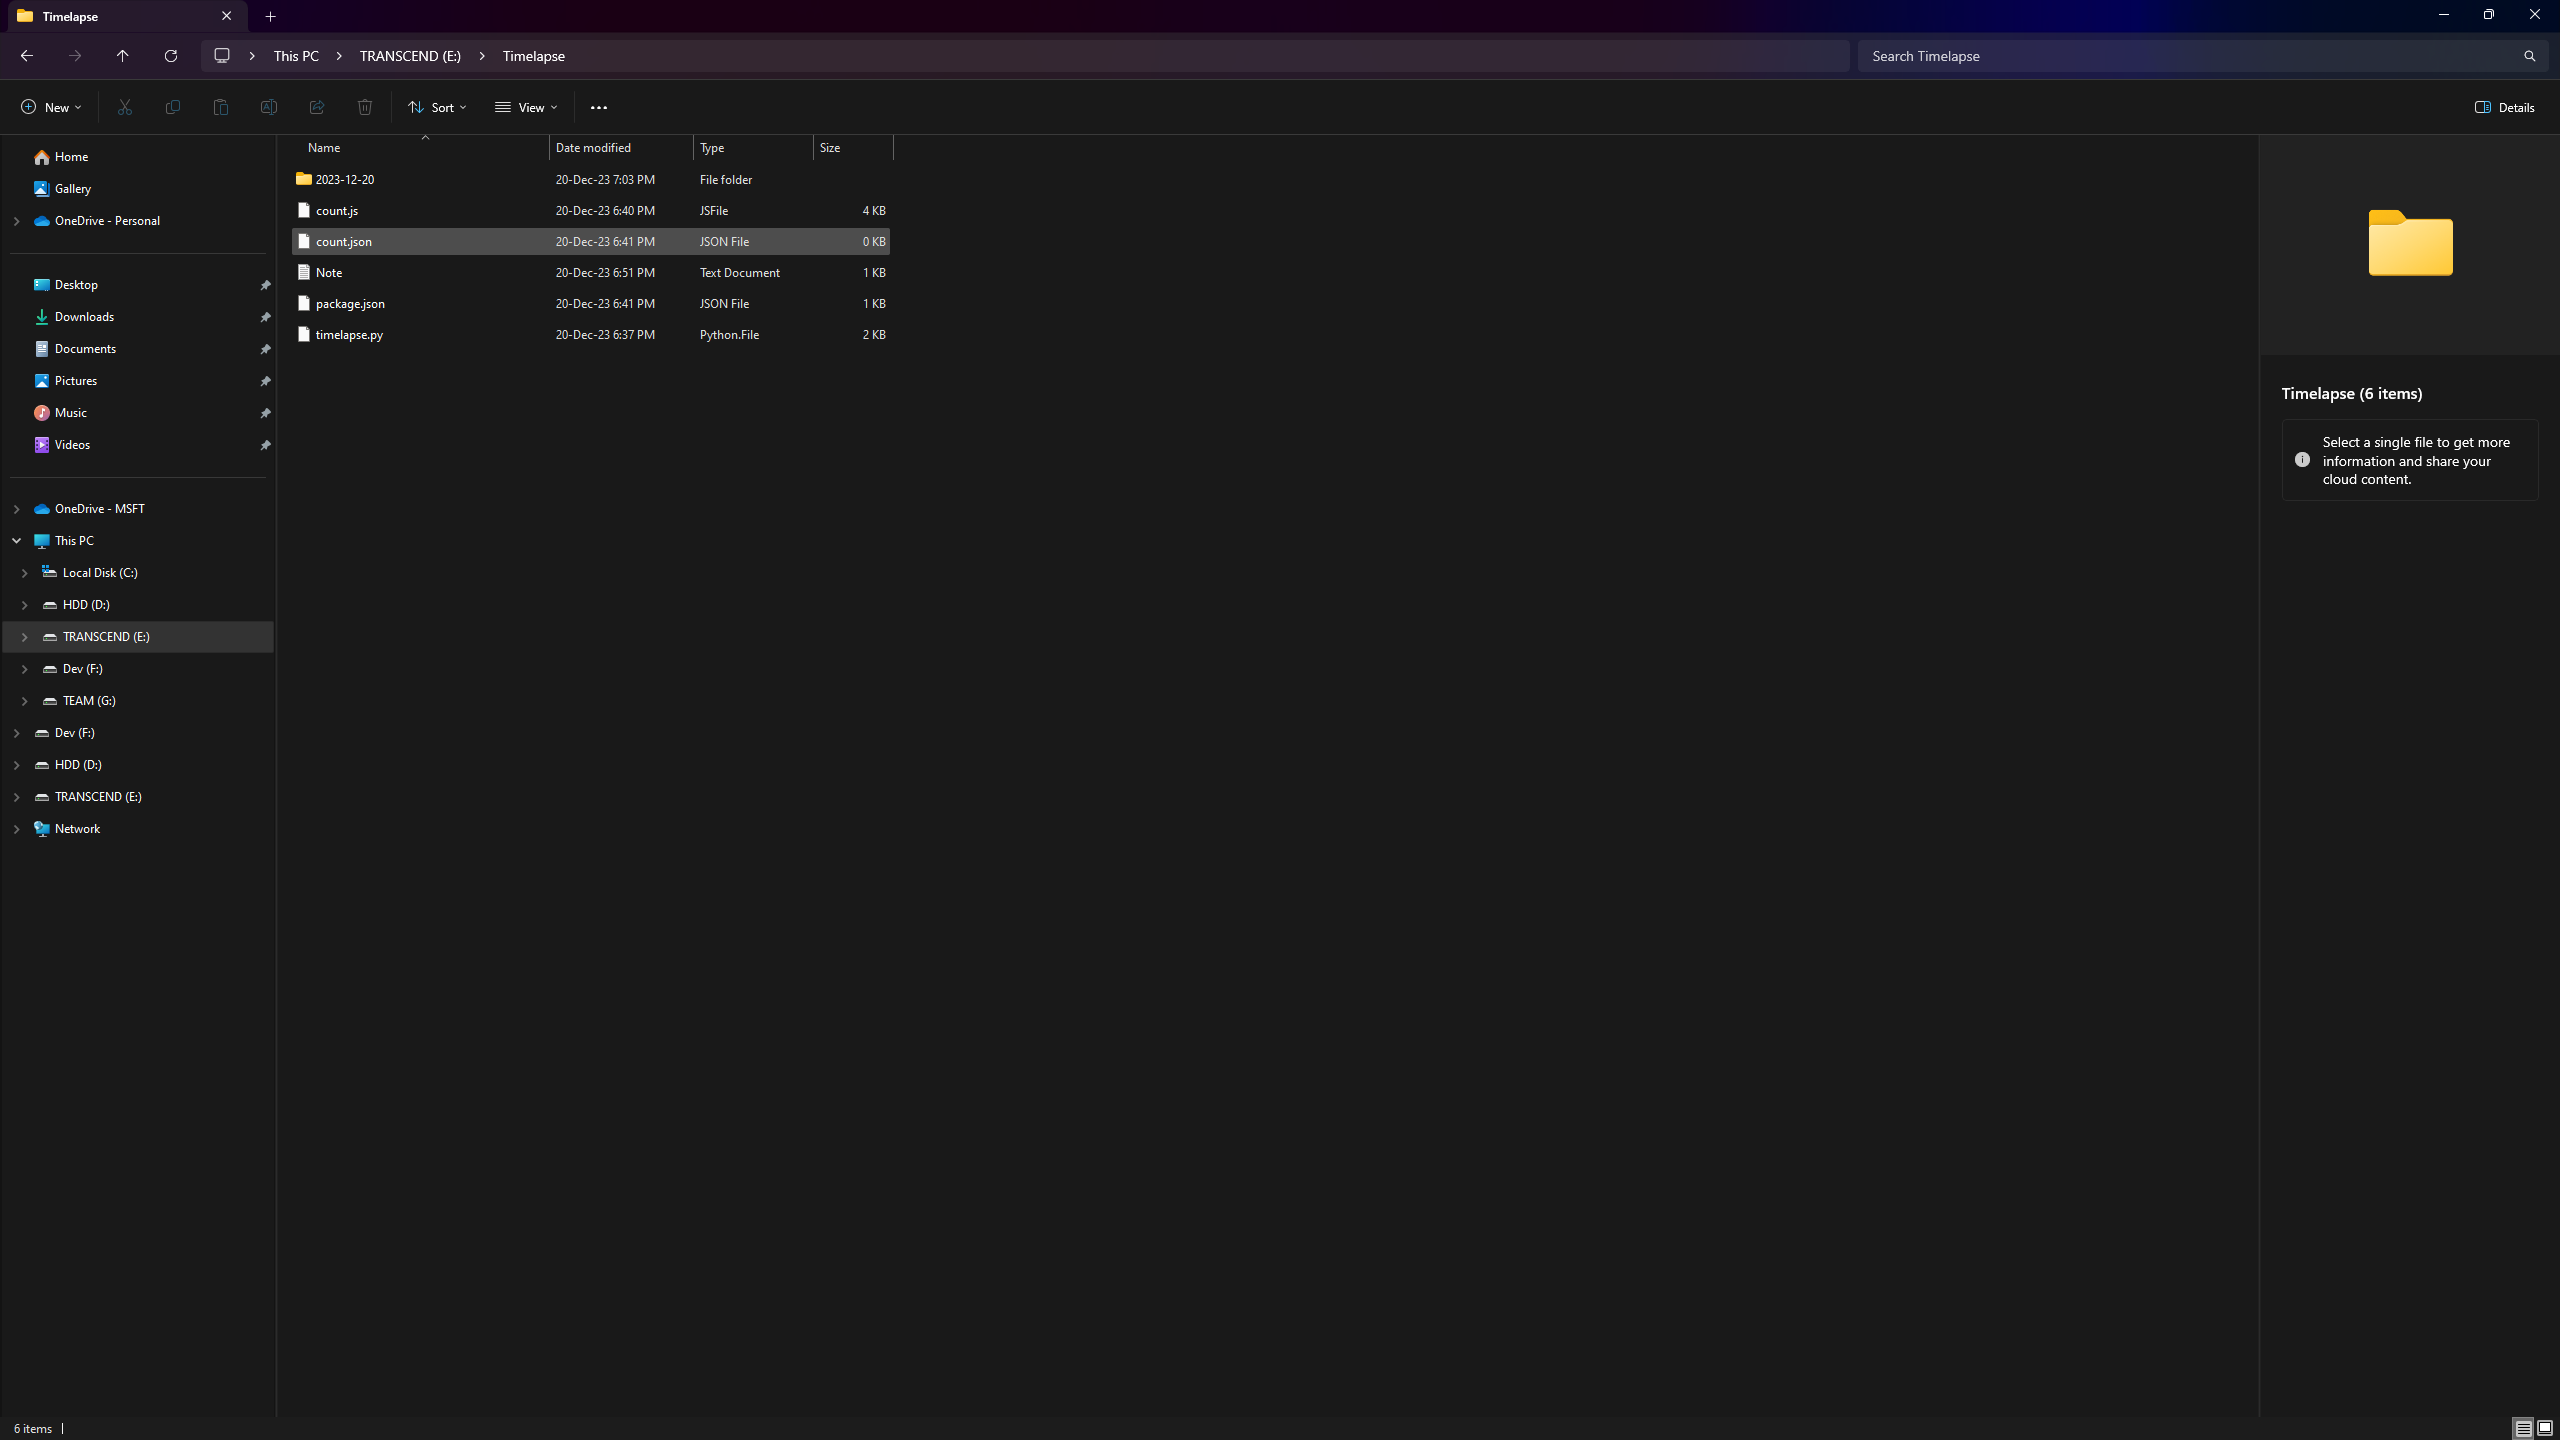 Timelapse
This PC
TRANSCEND (E:)
Timelapse
Search Timelapse
New
Sort
View
Details
Home
Gallery
OneDrive - Personal
Desktop
Downloads
Documents
Pictures
Music
Videos
OneDrive - MSFT
This PC
Local Disk (C:)
HDD (D:)
TRANSCEND (E:)
Dev (F:)
TEAM (G:)
Dev (F:)
HDD (D:)
TRANSCEND (E:)
Network
Name Date modified Type Size
2023-12-20 20-Dec-23 7:03 PM File folder
count.js 20-Dec-23 6:40 PM JSFile 4 KB
count.json 20-Dec-23 6:41 PM JSON File 0 KB
Note 20-Dec-23 6:51 PM Text Document 1 KB
package.json 20-Dec-23 6:41 PM JSON File 1 KB
timelapse.py 20-Dec-23 6:37 PM Python.File 2 KB
Timelapse (6 items)
Select a single file to get more
information and share your
cloud content.
6 items